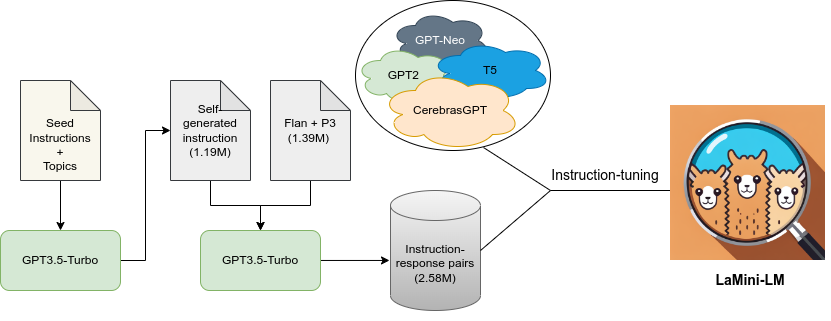 Seed
Instructions
+
Topics
GPT3.5-Turbo
Self-
generated
instruction
(1.19M)
Flan + P3
(1.39M)
GPT3.5-Turbo
GPT-Neo
GPT2
T5
CerebrasGPT
Instruction-
response pairs
(2.58M)
Instruction-tuning
LaMini-LM